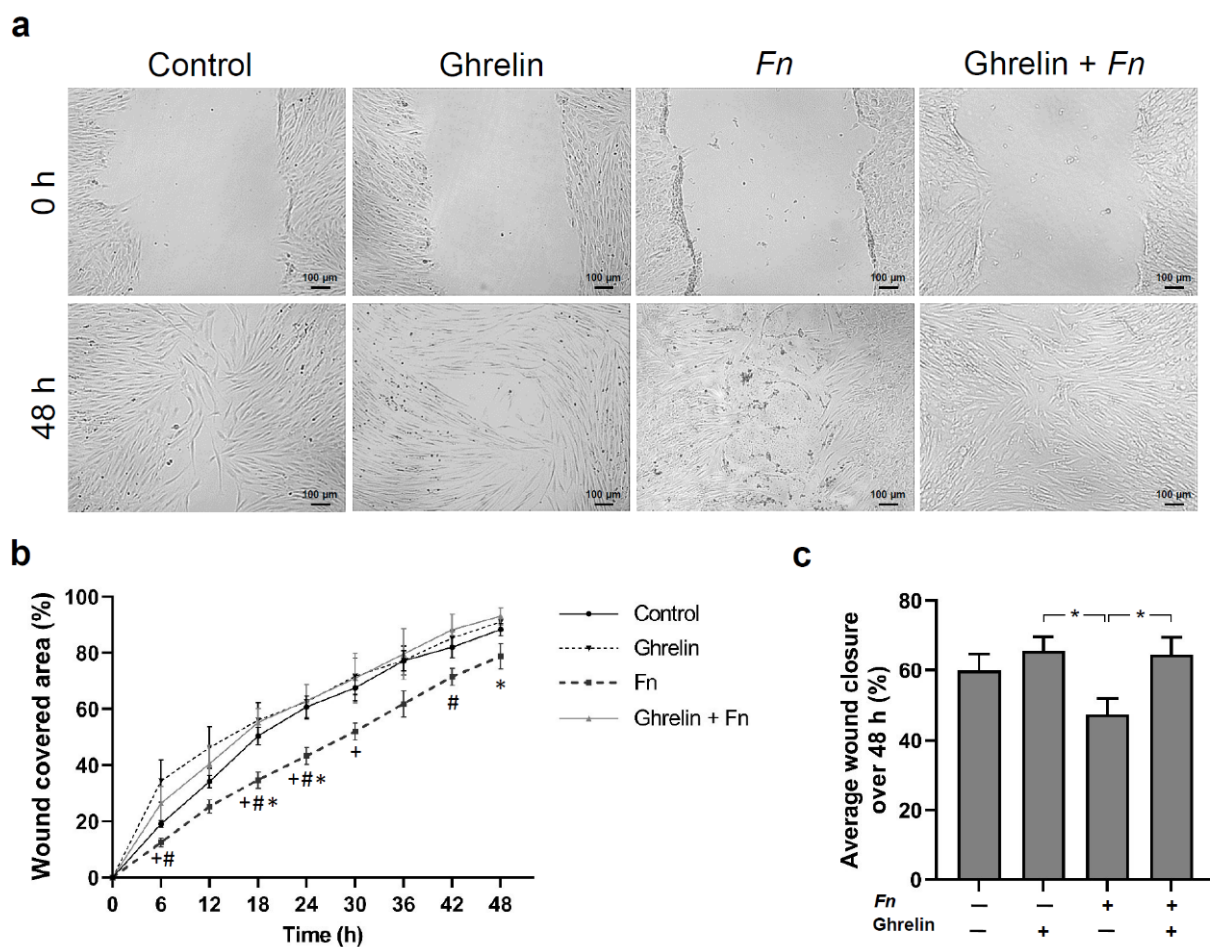 a
Control Ghrelin Fn Ghrelin + Fn
0 h
100 µm 100 µm 100 µm 100 µm
48 h
100 µm 100 µm 100 µm 100 µm
b
Wound covered area (%)
100
80
60
40
20
0
0 6 12 18 24 30 36 42 48
Time (h)
+#
+#*
+#*
+
#
*
Control
Ghrelin
Fn
Ghrelin + Fn
c
Average wound closure
over 48 h (%)
80
60
40
20
0
* *
Fn — — + +
Ghrelin — + — +